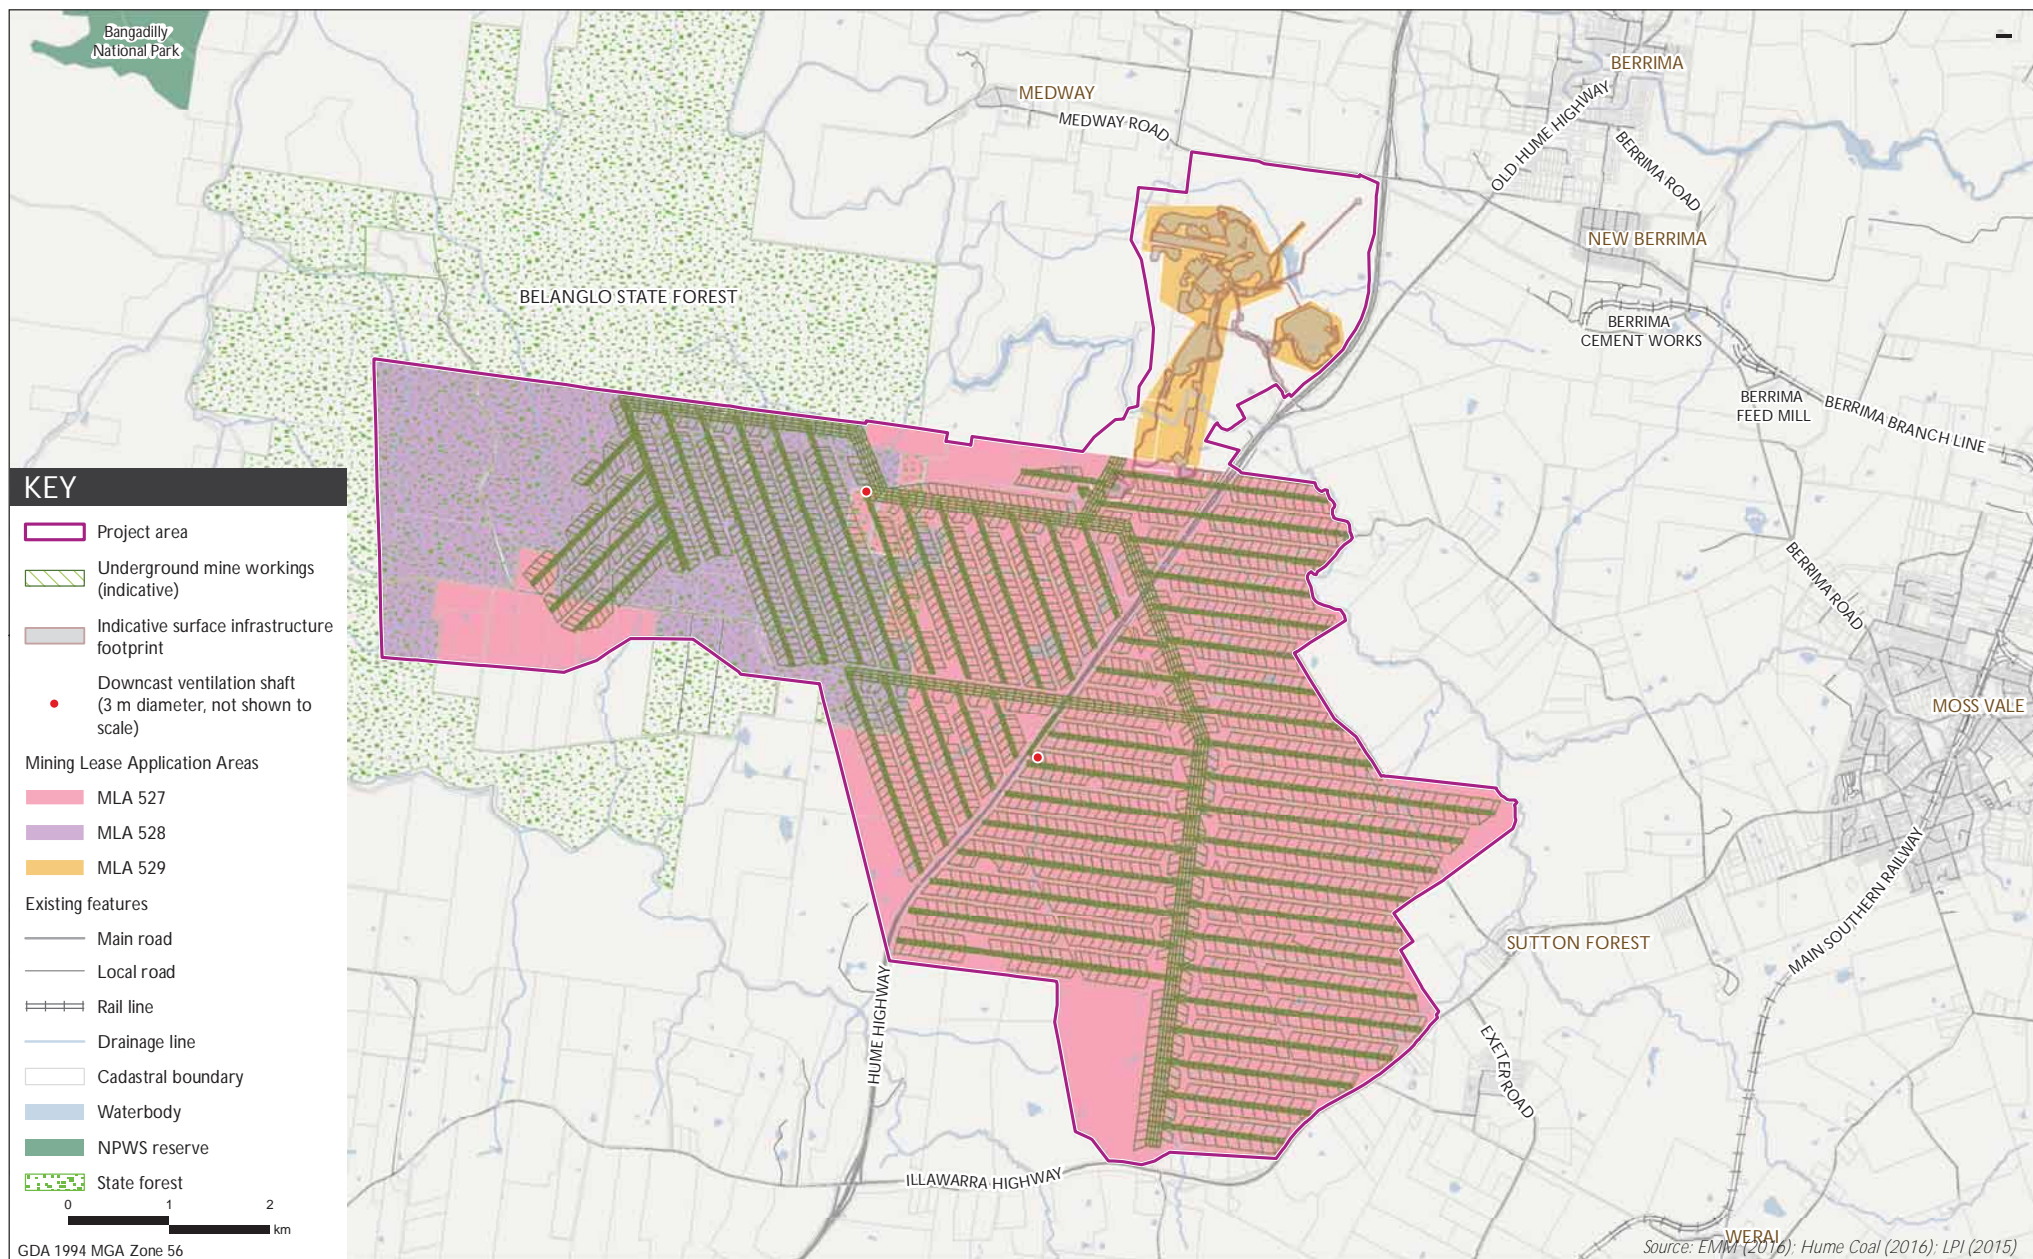 Bangadilly
National Park
MEDWAY
MEDWAY ROAD
BERRIMA
OLD HUME HIGHWAY
BERRIMA ROAD
NEW BERRIMA
BELANGLO STATE FOREST
BERRIMA
CEMENT WORKS
BERRIMA
FEED MILL
BERRIMA BRANCH LINE
BERRIMA ROAD
MOSS VALE
MAIN SOUTHERN RAILWAY
SUTTON FOREST
EXETER ROAD
HUME HIGHWAY
ILLAWARRA HIGHWAY
WERAI
KEY
Project area
Underground mine workings
(indicative)
Indicative surface infrastructure
footprint
Downcast ventilation shaft
(3 m diameter, not shown to
scale)
Mining Lease Application Areas
MLA 527
MLA 528
MLA 529
Existing features
Main road
Local road
Rail line
Drainage line
Cadastral boundary
Waterbody
NPWS reserve
State forest
0 1 2
km
GDA 1994 MGA Zone 56
Source: EMM (2016); Hume Coal (2016); LPI (2015)